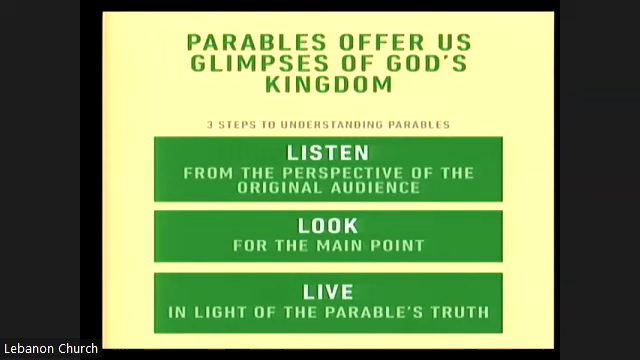 PARABLES OFFER US
GLIMPSES OF GOD'S
KINGDOM
3 STEPS TO UNDERSTANDING PARABLES
LISTEN
FROM THE PERSPECTIVE OF THE
ORIGINAL AUDIENCE
LOOK
FOR THE MAIN POINT
LIVE
IN LIGHT OF THE PARABLE'S TRUTH
Lebanon Church